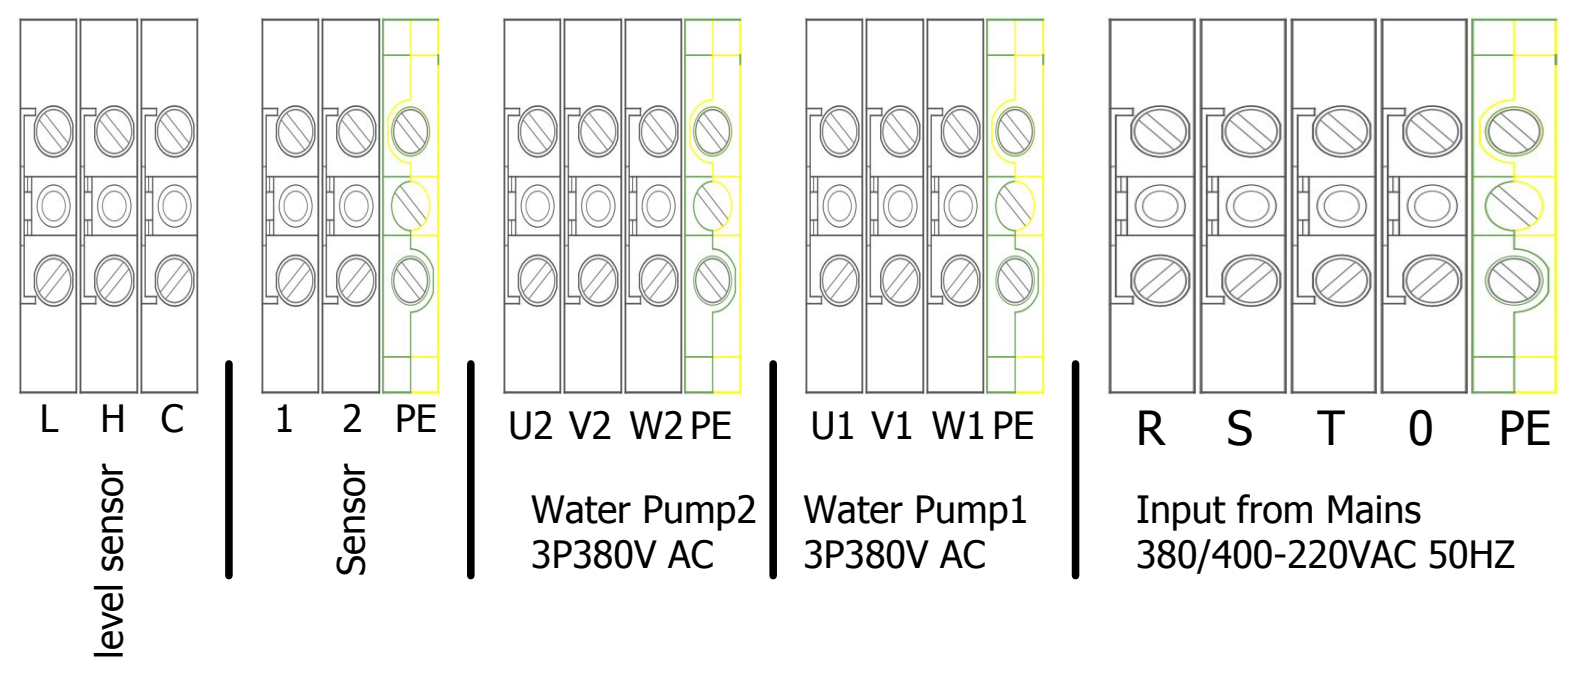 L H C
level sensor
1 2 PE
Sensor
U2 V2 W2 PE
Water Pump2
3P380V AC
U1 V1 W1 PE
Water Pump1
3P380V AC
R S T 0 PE
Input from Mains
380/400-220VAC 50HZ